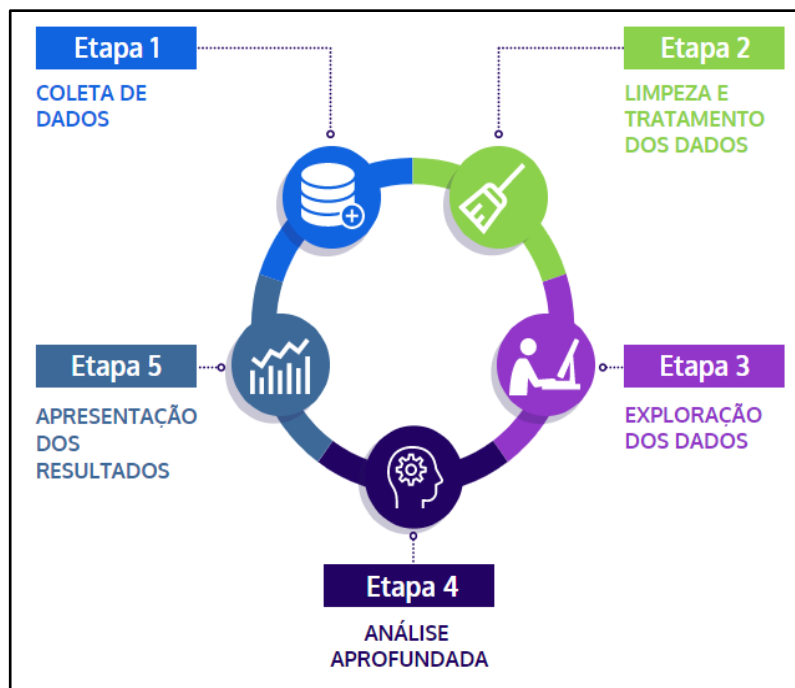 Etapa 1
COLETA DE
DADOS
Etapa 2
LIMPEZA E
TRATAMENTO
DOS DADOS
Etapa 3
EXPLORAÇÃO
DOS DADOS
Etapa 4
ANÁLISE
APROFUNDADA
Etapa 5
APRESENTAÇÃO
DOS
RESULTADOS